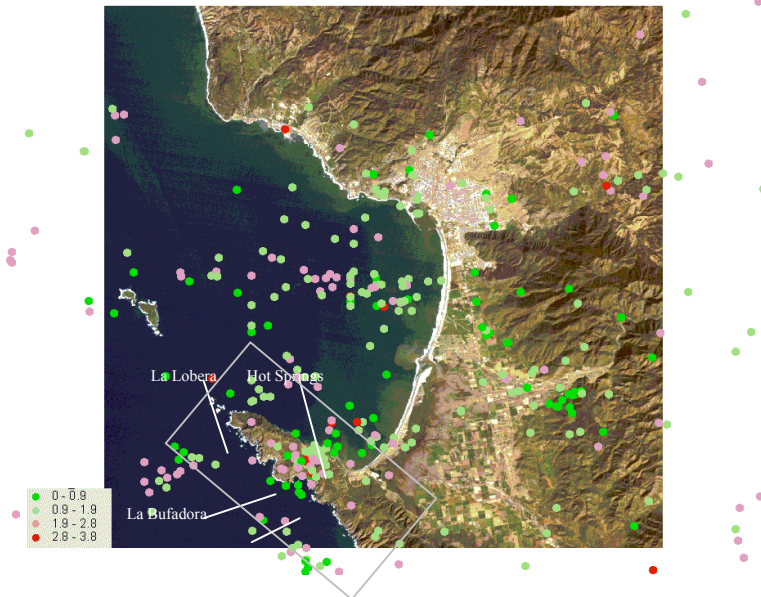 La Lobera
Hot Springs
La Bufadora
0 - 0.9
0.9 - 1.9
1.9 - 2.8
2.8 - 3.8